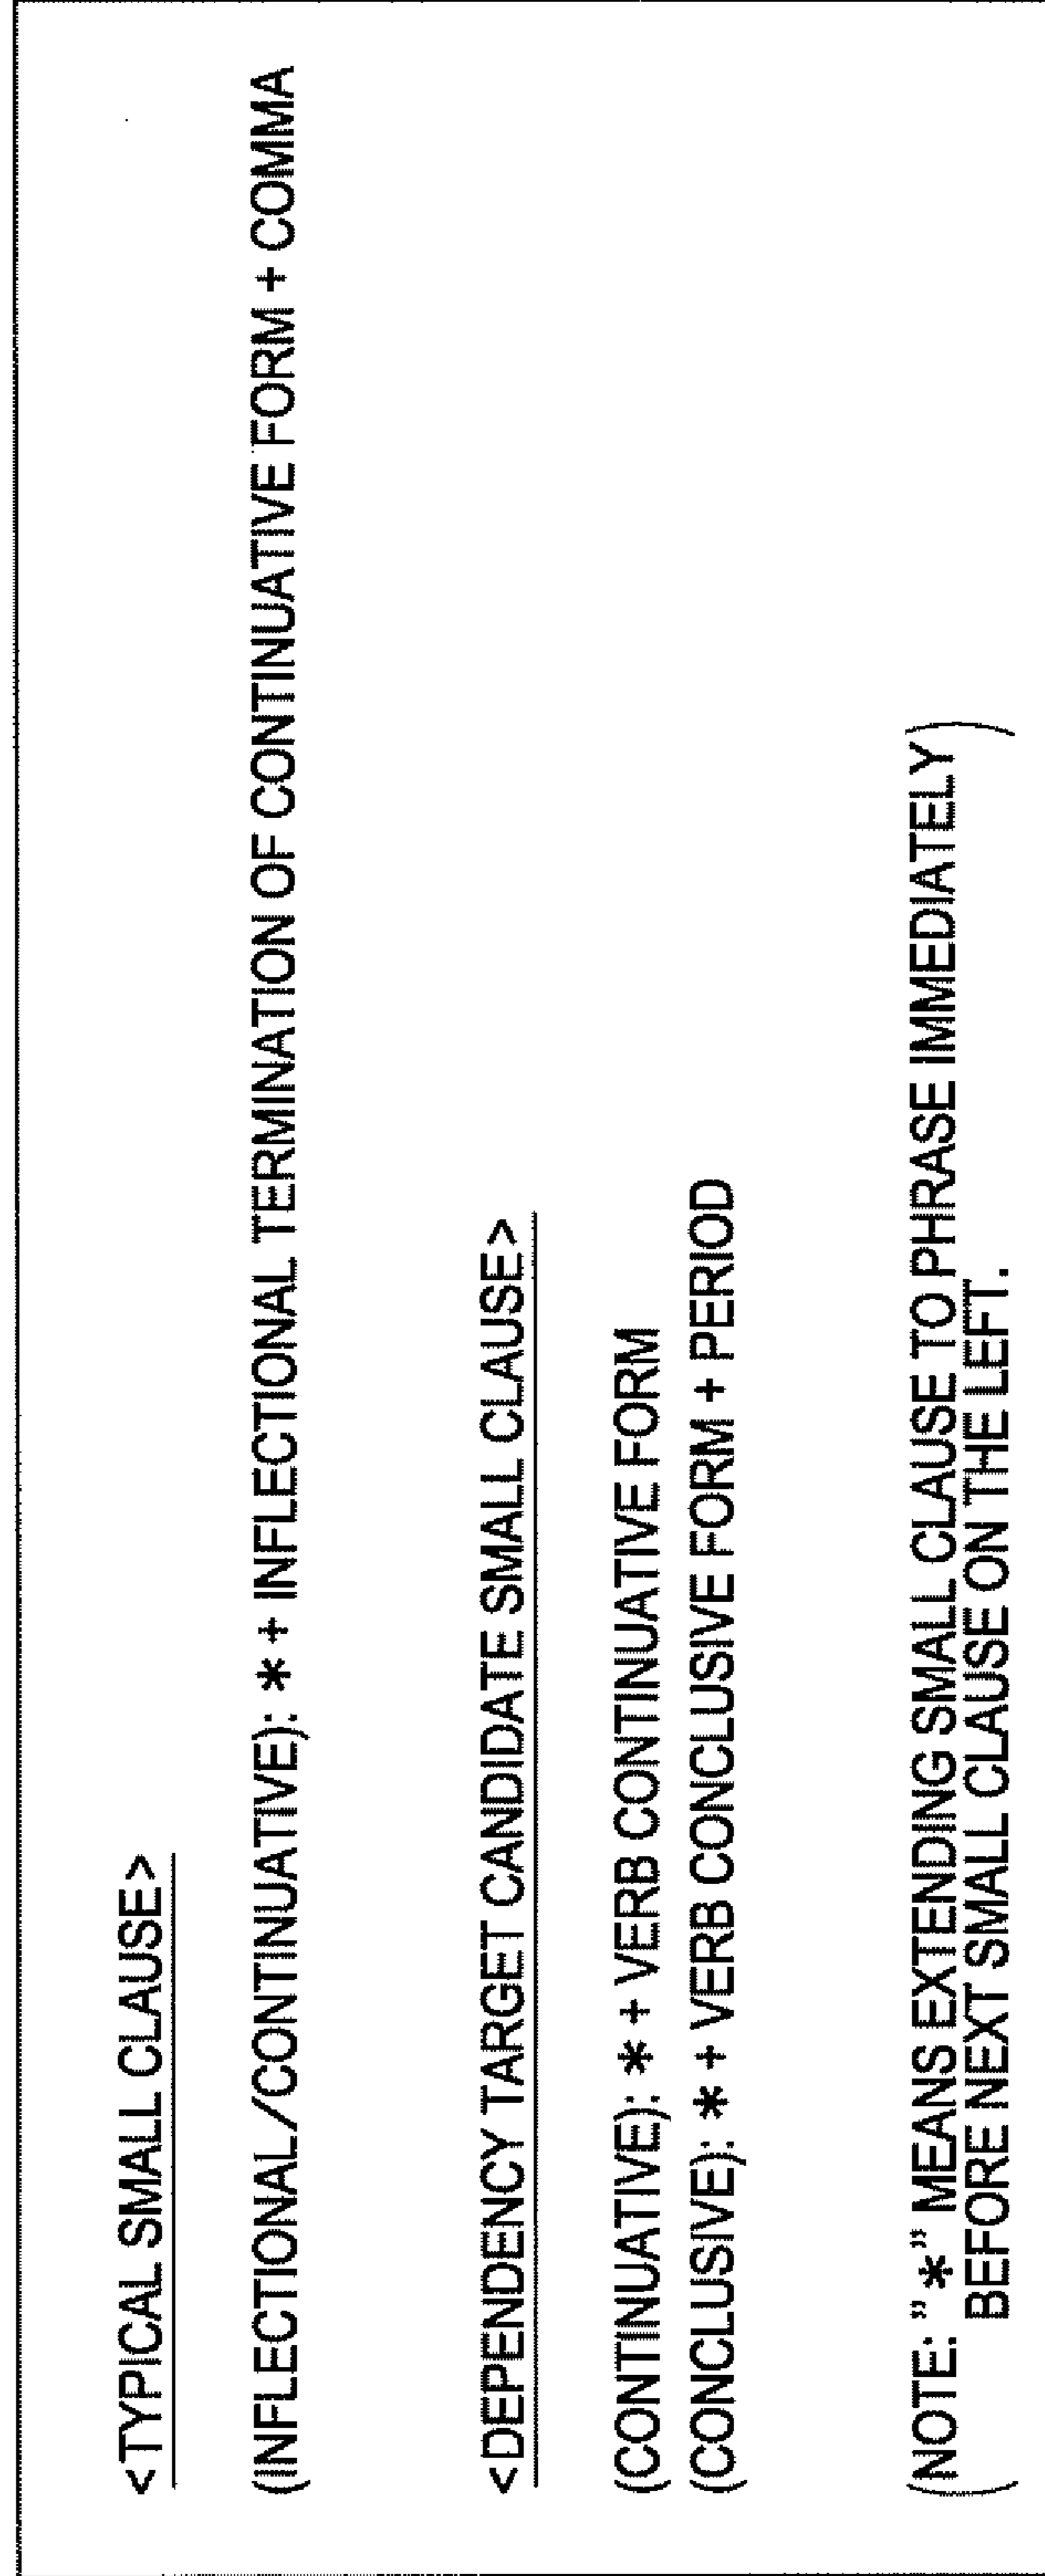 <TYPICAL SMALL CLAUSE>
(INFLECTIONAL/CONTINUATIVE): * + INFLECTIONAL TERMINATION OF CONTINUATIVE FORM + COMMA
<DEPENDENCY TARGET CANDIDATE SMALL CLAUSE>
(CONTINUATIVE): * + VERB CONTINUATIVE FORM
(CONCLUSIVE): * + VERB CONCLUSIVE FORM + PERIOD
(NOTE: "*" MEANS EXTENDING SMALL CLAUSE TO PHRASE IMMEDIATELY
BEFORE NEXT SMALL CLAUSE ON THE LEFT.)